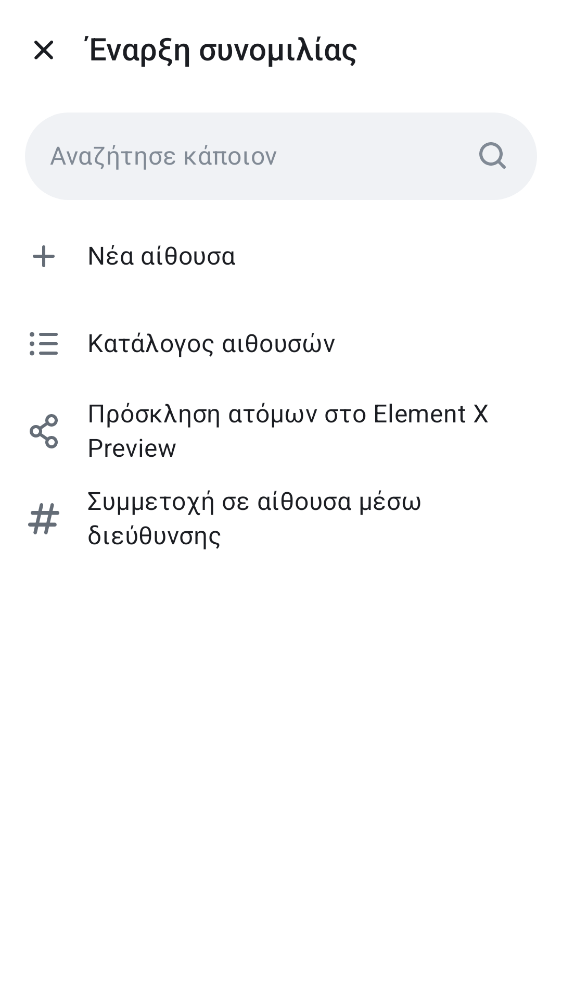 Έναρξη συνομιλίας
Αναζήτησε κάποιον
Νέα αίθουσα
Κατάλογος αιθουσών
Πρόσκληση ατόμων στο Element X
Preview
Συμμετοχή σε αίθουσα μέσω
διεύθυνσης